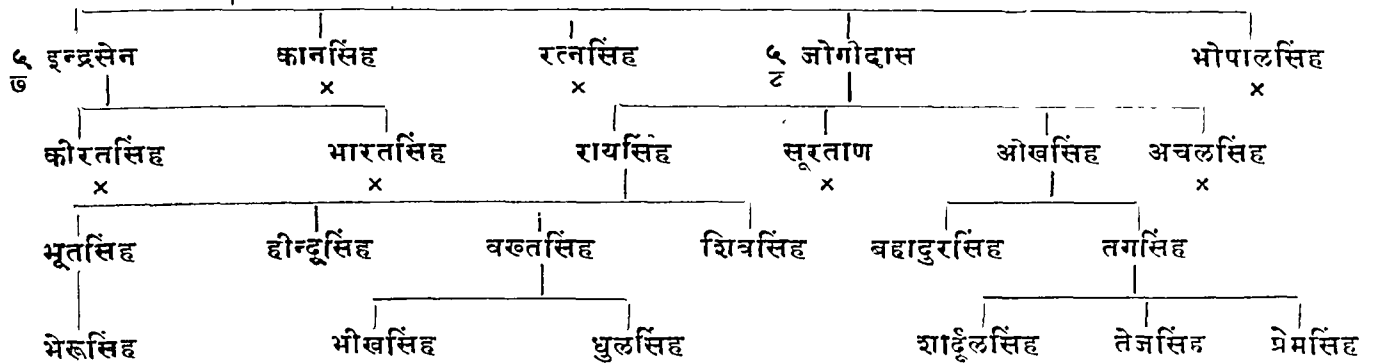 ५/७ इन्द्रसेन कानसिंह रत्नसिंह ५/८ जोगीदास भोपालसिंह
× × ×
कीरतसिंह भारतसिंह रायसिंह सूरताण ओखसिंह अचलसिंह
× × × ×
भूतसिंह हीन्दूसिंह वख्तसिंह शिवसिंह बहादुरसिंह तगसिंह
भेरूसिंह भीखसिंह धुलसिंह शार्दूलसिंह तेजसिंह प्रेमसिंह